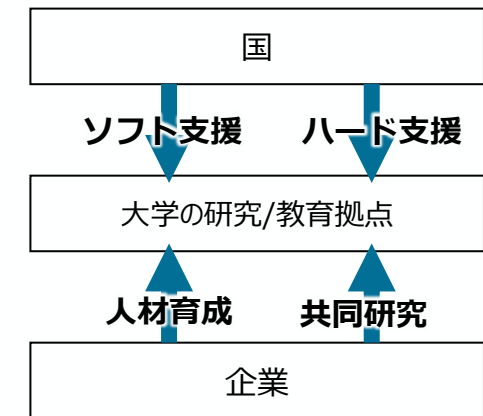 国
ソフト支援 ハード支援
大学の研究/教育拠点
人材育成 共同研究
企業